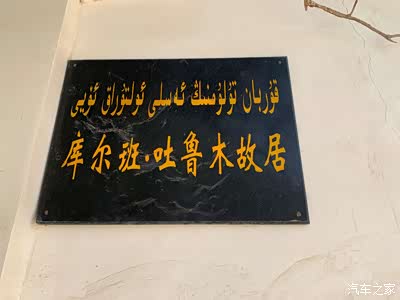 قۇربان تۇلۇمنىڭ ئەسلى ئولتۇراق ئۆيى
库尔班·吐鲁木故居
汽车之家